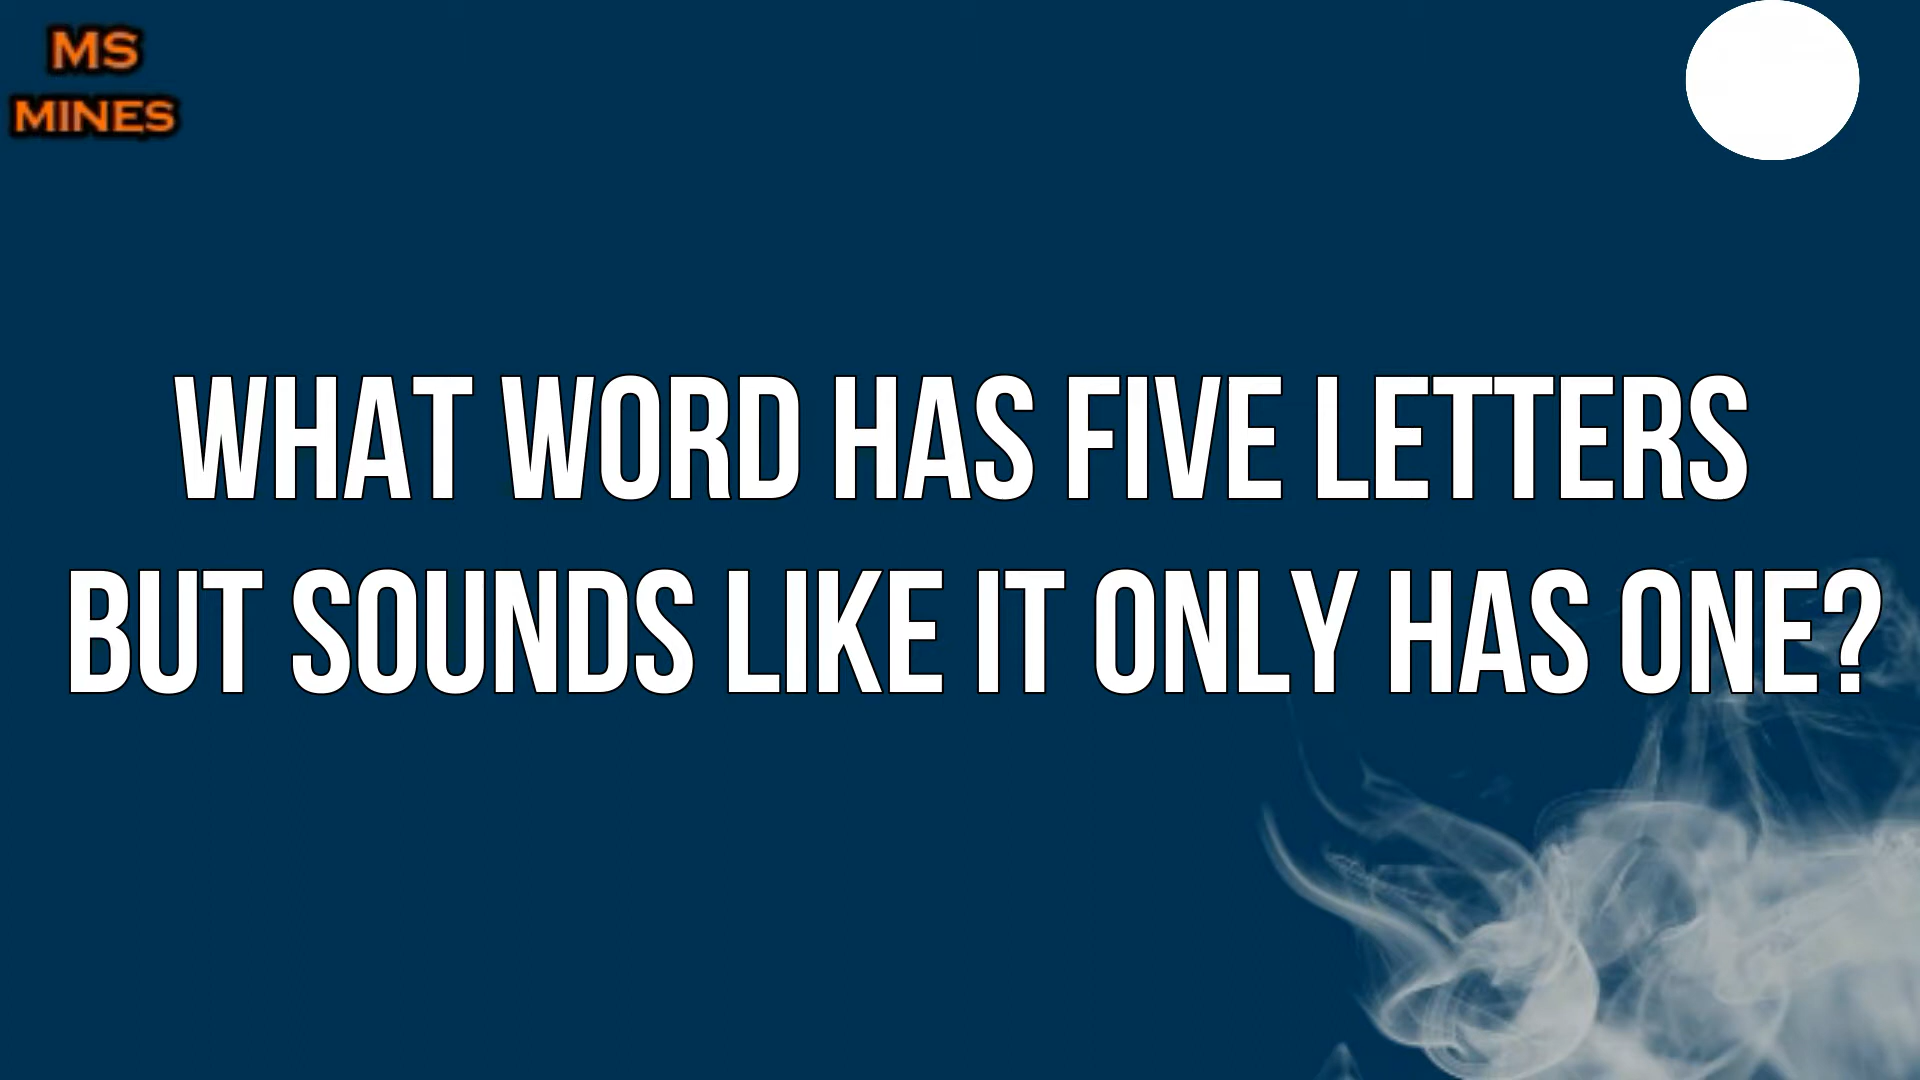 MS
MINES
WHAT WORD HAS FIVE LETTERS
BUT SOUNDS LIKE IT ONLY HAS ONE?